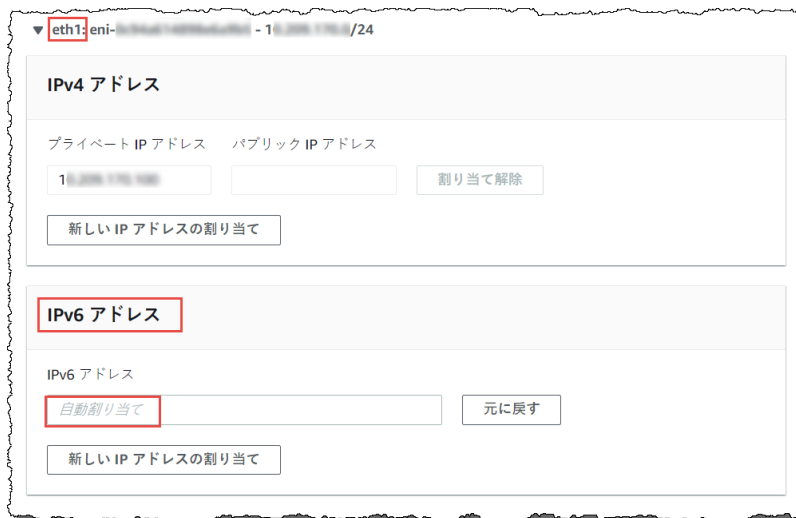 ▼ eth1: eni- - 1 /24
IPv4 アドレス
プライベート IP アドレス パブリック IP アドレス
1 割り当て解除
新しい IP アドレスの割り当て
IPv6 アドレス
IPv6 アドレス
自動割り当て 元に戻す
新しい IP アドレスの割り当て